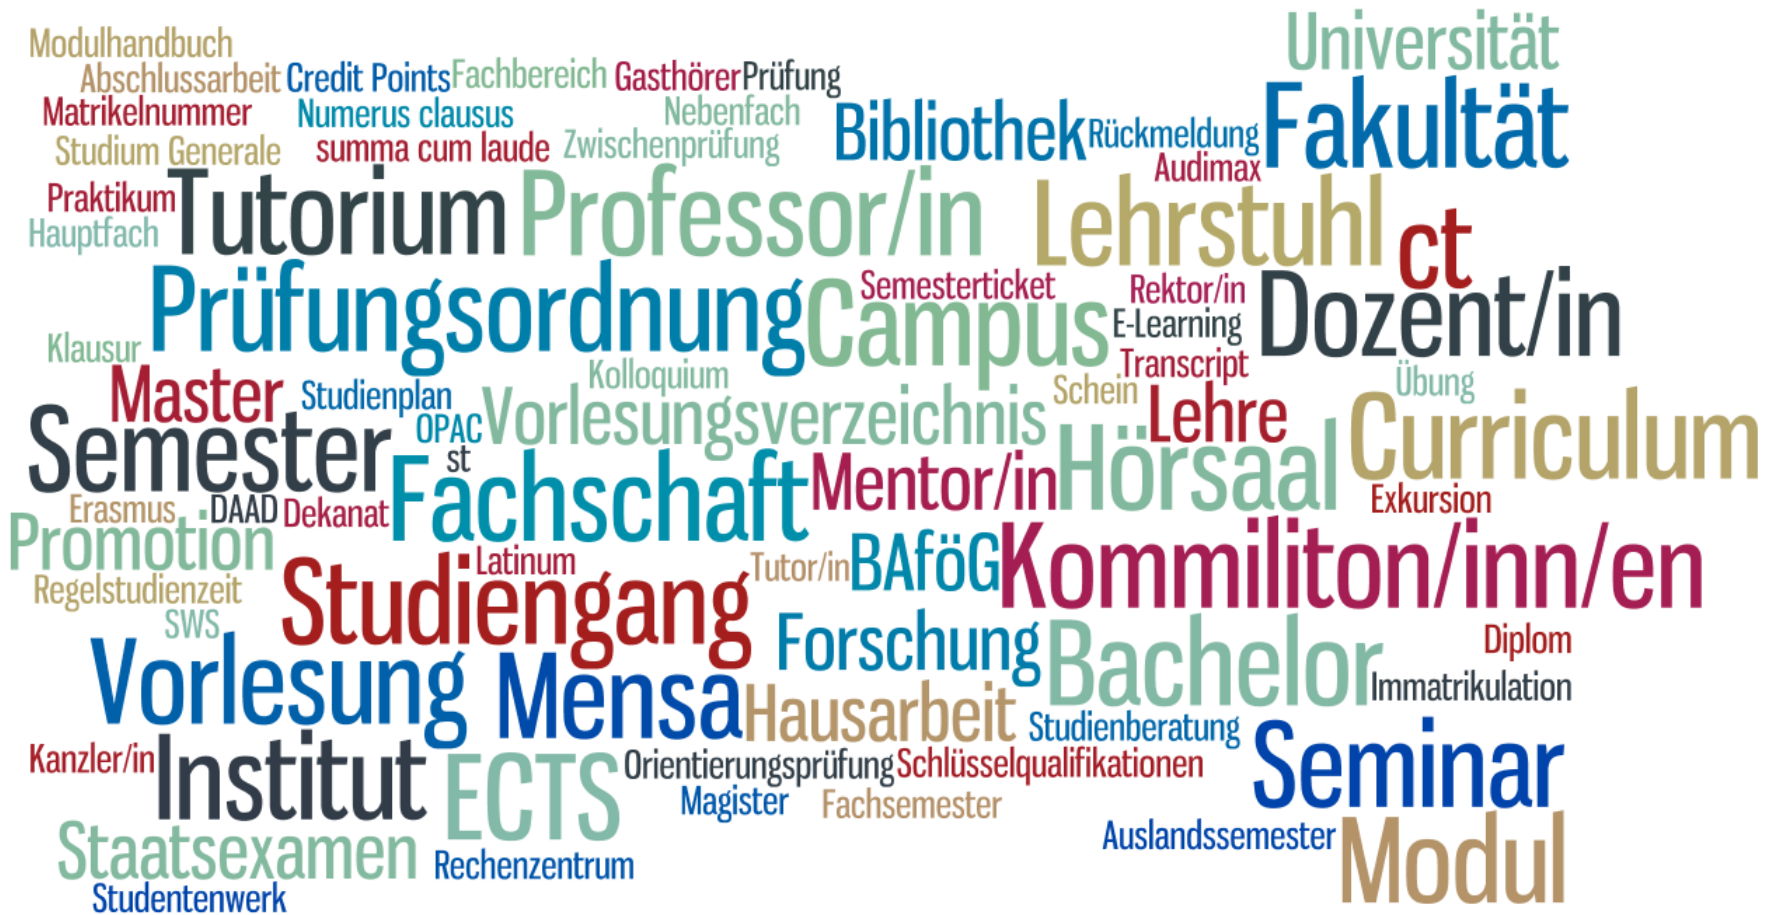 Universität
Modulhandbuch
Abschlussarbeit
Credit Points
Fachbereich
Gasthörer
Prüfung
Matrikelnummer
Numerus clausus
Nebenfach
Bibliothek
Rückmeldung
Fakultät
Studium Generale
summa cum laude
Zwischenprüfung
Audimax
Praktikum
Tutorium
Professor/in
Lehrstuhl
ct
Hauptfach
Prüfungsordnung
Campus
Semesterticket
Rektor/in
Dozent/in
E-Learning
Klausur
Transcript
Kolloquium
Master
Studienplan
Schein
Übung
Semester
OPAC
Vorlesungsverzeichnis
Lehre
Curriculum
st
Fachschaft
Mentor/in
Hörsaal
Exkursion
Erasmus
DAAD
Dekanat
Promotion
Latinum
Tutor/in
BAföG
Kommiliton/inn/en
Regelstudienzeit
Studiengang
SWS
Forschung
Bachelor
Diplom
Vorlesung
Mensa
Hausarbeit
Immatrikulation
Studienberatung
Kanzler/in
Institut
ECTS
Orientierungsprüfung
Schlüsselqualifikationen
Seminar
Magister
Fachsemester
Auslandssemester
Modul
Staatsexamen
Rechenzentrum
Studentenwerk